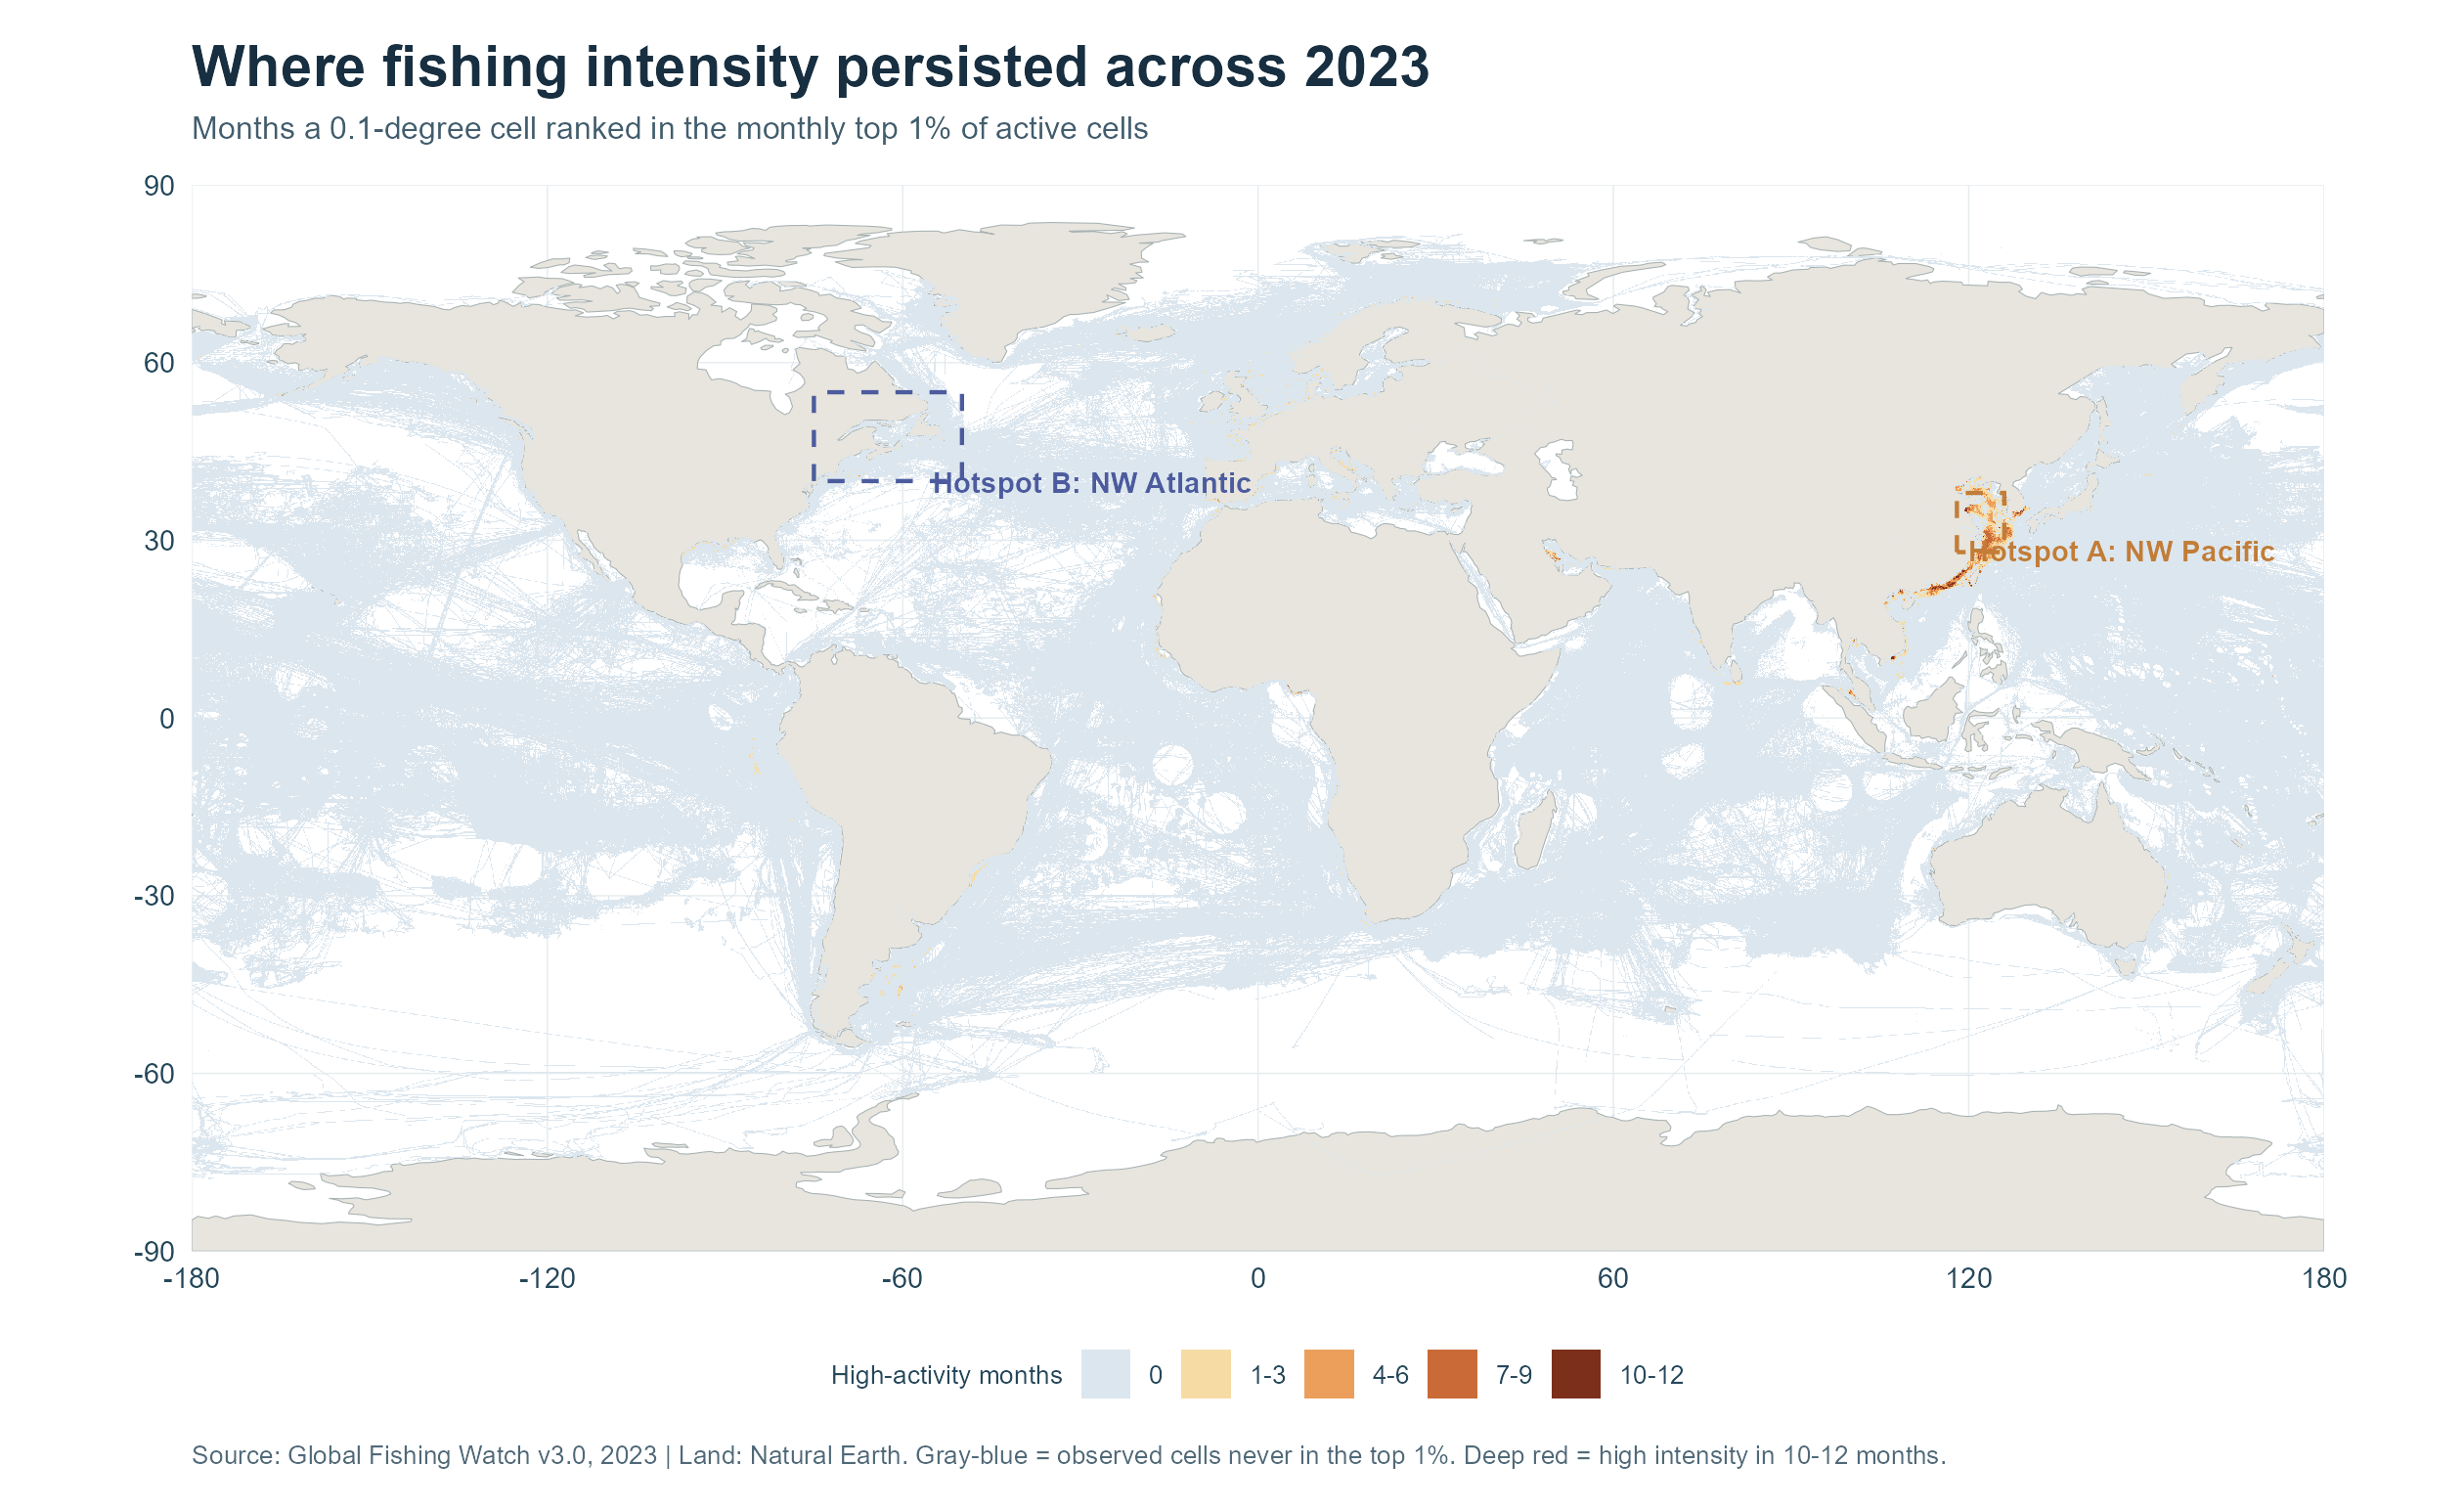 Where fishing intensity persisted across 2023
Months a 0.1-degree cell ranked in the monthly top 1% of active cells
90
60
30
0
-30
-60
-90
Hotspot B: NW Atlantic
Hotspot A: NW Pacific
-180 -120 -60 0 60 120 180
High-activity months 0 1-3 4-6 7-9 10-12
Source: Global Fishing Watch v3.0, 2023 | Land: Natural Earth. Gray-blue = observed cells never in the top 1%. Deep red = high intensity in 10-12 months.